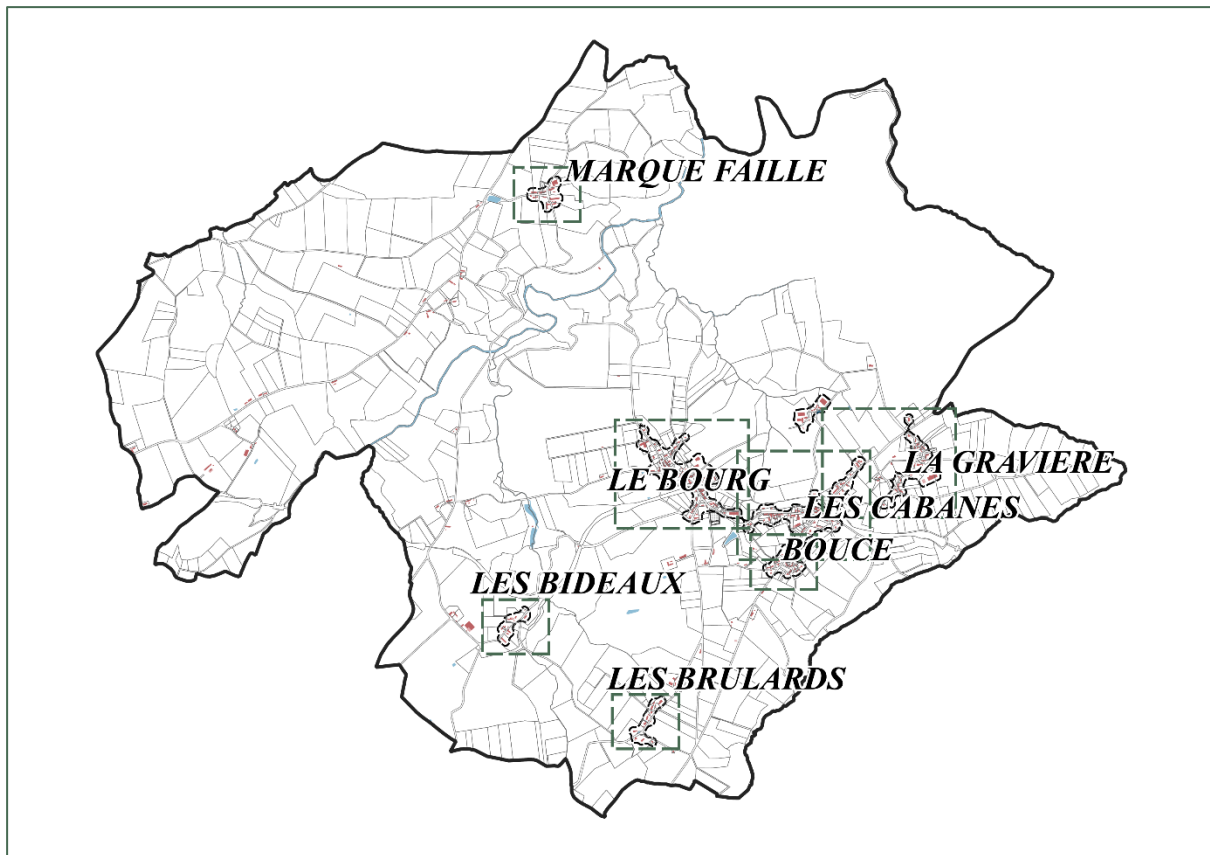 MARQUE FAILLE
LA GRAVIERE
LE BOURG
LES CABANES
BOUCE
LES BIDEAUX
LES BRULARDS